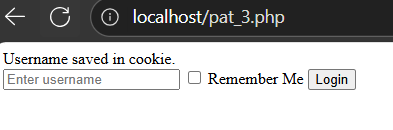 localhost/pat_3.php
Username saved in cookie.
Enter username Remember Me Login